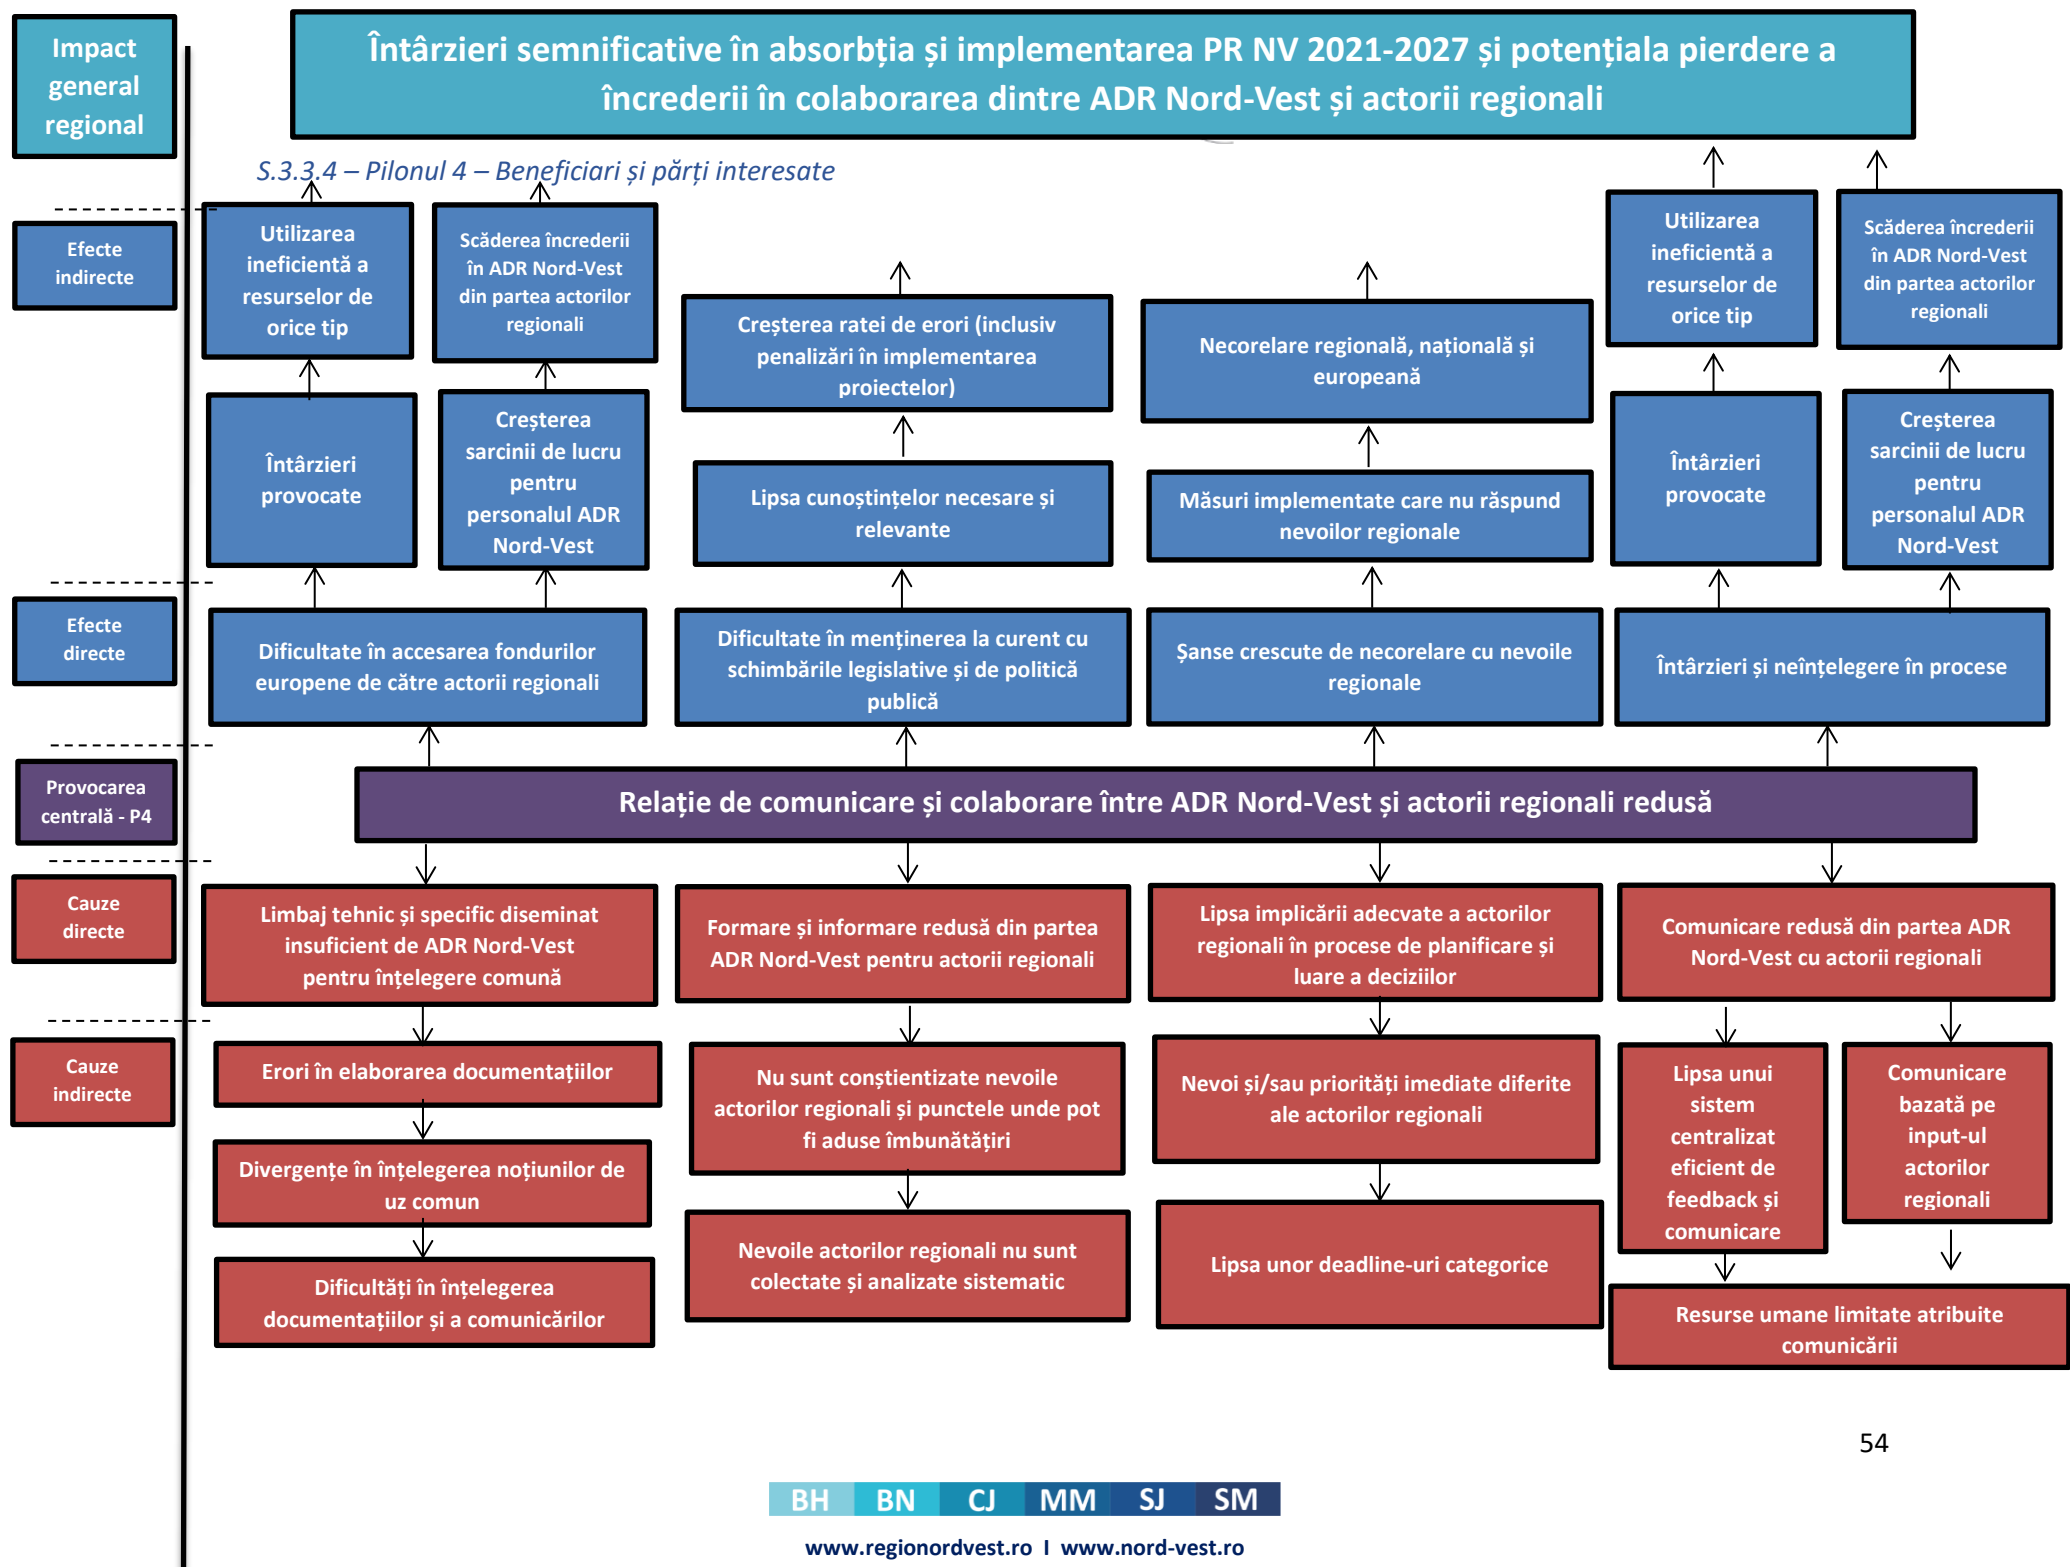 Impact
general
regional
Întârzieri semnificative în absorbția și implementarea PR NV 2021-2027 și potențiala pierdere a
încrederii în colaborarea dintre ADR Nord-Vest și actorii regionali
S.3.3.4 – Pilonul 4 – Beneficiari și părți interesate
Efecte
indirecte
Utilizarea
ineficientă a
resurselor de
orice tip
Scăderea încrederii
în ADR Nord-Vest
din partea actorilor
regionali
Creșterea ratei de erori (inclusiv
penalizări în implementarea
proiectelor)
Necorelare regională, națională și
europeană
Utilizarea
ineficientă a
resurselor de
orice tip
Scăderea încrederii
în ADR Nord-Vest
din partea actorilor
regionali
Întârzieri
provocate
Creșterea
sarcinii de lucru
pentru
personalul ADR
Nord-Vest
Lipsa cunoștințelor necesare și
relevante
Măsuri implementate care nu răspund
nevoilor regionale
Întârzieri
provocate
Creșterea
sarcinii de lucru
pentru
personalul ADR
Nord-Vest
Efecte
directe
Dificultate în accesarea fondurilor
europene de către actorii regionali
Dificultate în menținerea la curent cu
schimbările legislative și de politică
publică
Șanse crescute de necorelare cu nevoile
regionale
Întârzieri și neînțelegere în procese
Provocarea
centrală - P4
Relație de comunicare și colaborare între ADR Nord-Vest și actorii regionali redusă
Cauze
directe
Limbaj tehnic și specific diseminat
insuficient de ADR Nord-Vest
pentru înțelegere comună
Formare și informare redusă din partea
ADR Nord-Vest pentru actorii regionali
Lipsa implicării adecvate a actorilor
regionali în procese de planificare și
luare a deciziilor
Comunicare redusă din partea ADR
Nord-Vest cu actorii regionali
Cauze
indirecte
Erori în elaborarea documentațiilor
Nu sunt conștientizate nevoile
actorilor regionali și punctele unde pot
fi aduse îmbunătățiri
Nevoi și/sau priorități imediate diferite
ale actorilor regionali
Lipsa unui
sistem
centralizat
eficient de
feedback și
comunicare
Comunicare
bazată pe
input-ul
actorilor
regionali
Divergențe în înțelegerea noțiunilor de
uz comun
Nevoile actorilor regionali nu sunt
colectate și analizate sistematic
Lipsa unor deadline-uri categorice
Dificultăți în înțelegerea
documentațiilor și a comunicărilor
Resurse umane limitate atribuite
comunicării
54
BH BN CJ MM SJ SM
www.regionordvest.ro I www.nord-vest.ro